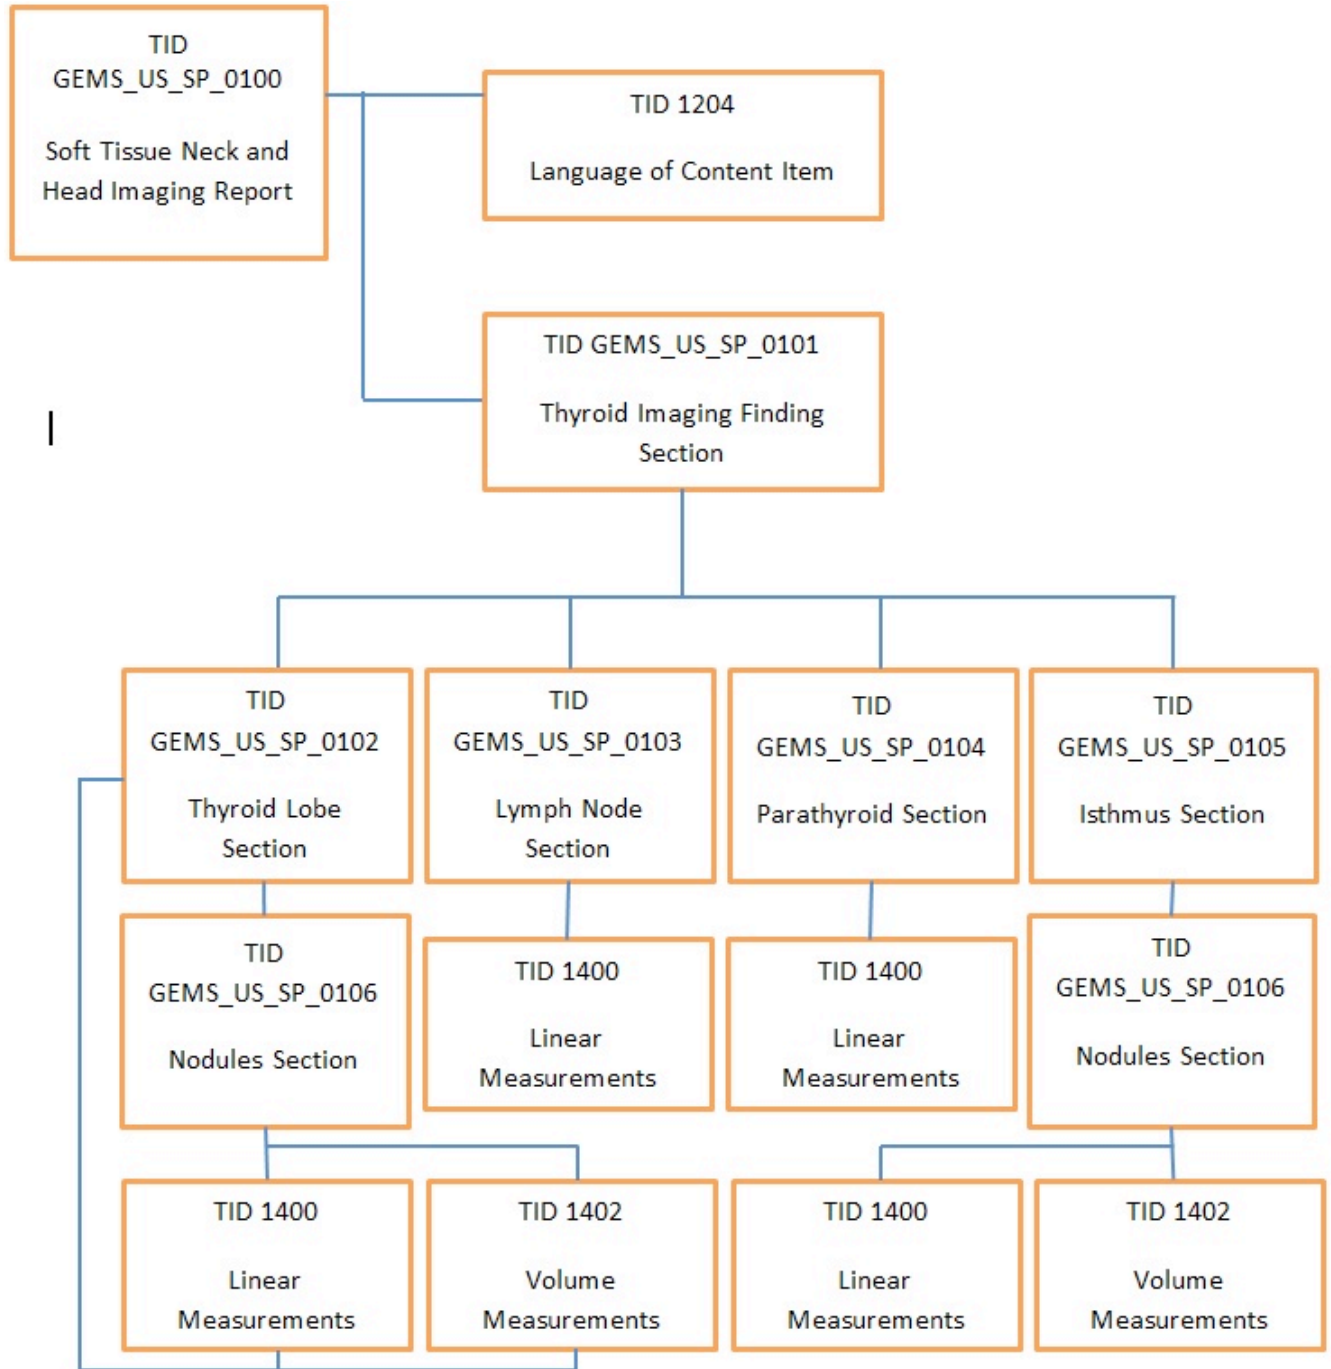 TID
GEMS_US_SP_0100
Soft Tissue Neck and
Head Imaging Report
TID 1204
Language of Content Item
TID GEMS_US_SP_0101
Thyroid Imaging Finding
Section
TID
GEMS_US_SP_0102
Thyroid Lobe
Section
TID
GEMS_US_SP_0103
Lymph Node
Section
TID
GEMS_US_SP_0104
Parathyroid Section
TID
GEMS_US_SP_0105
Isthmus Section
TID
GEMS_US_SP_0106
Nodules Section
TID 1400
Linear
Measurements
TID 1400
Linear
Measurements
TID
GEMS_US_SP_0106
Nodules Section
TID 1400
Linear
Measurements
TID 1402
Volume
Measurements
TID 1400
Linear
Measurements
TID 1402
Volume
Measurements